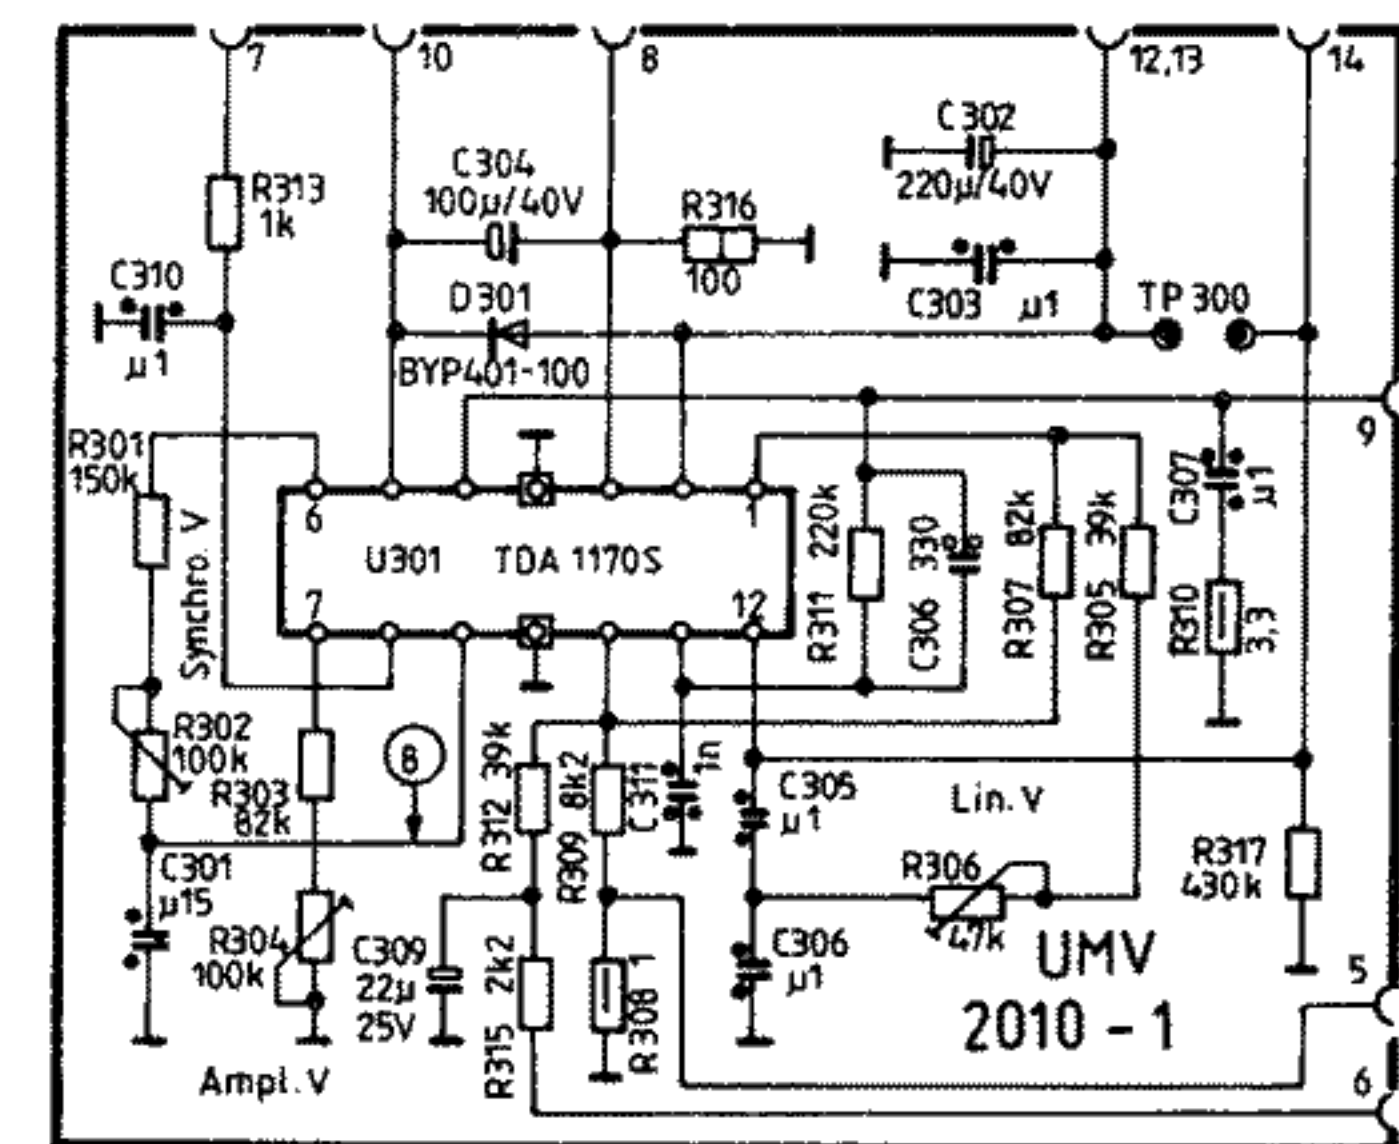 7
10
8
12,13
14
C302
220µ/40V
C304
100µ/40V
R313
1k
R316
100
C310
µ1
D301
BYP401-100
C303
µ1
TP 300
9
R301
150k
Synchro. V
6
1
U301
TDA 1170S
7
12
R311 220k
C306 330
R307 82k
R305 39k
C307
µ1
R310
3,3
R302
100k
R303
82k
8
R312 39k
R309 8k2
C311
1n
C305
µ1
Lin. V
C301
µ15
R304
100k
C309
22µ
25V
R315 2k2
R308 1
R306
47k
C306
µ1
R317
430k
UMV
2010 - 1
5
6
Ampl. V